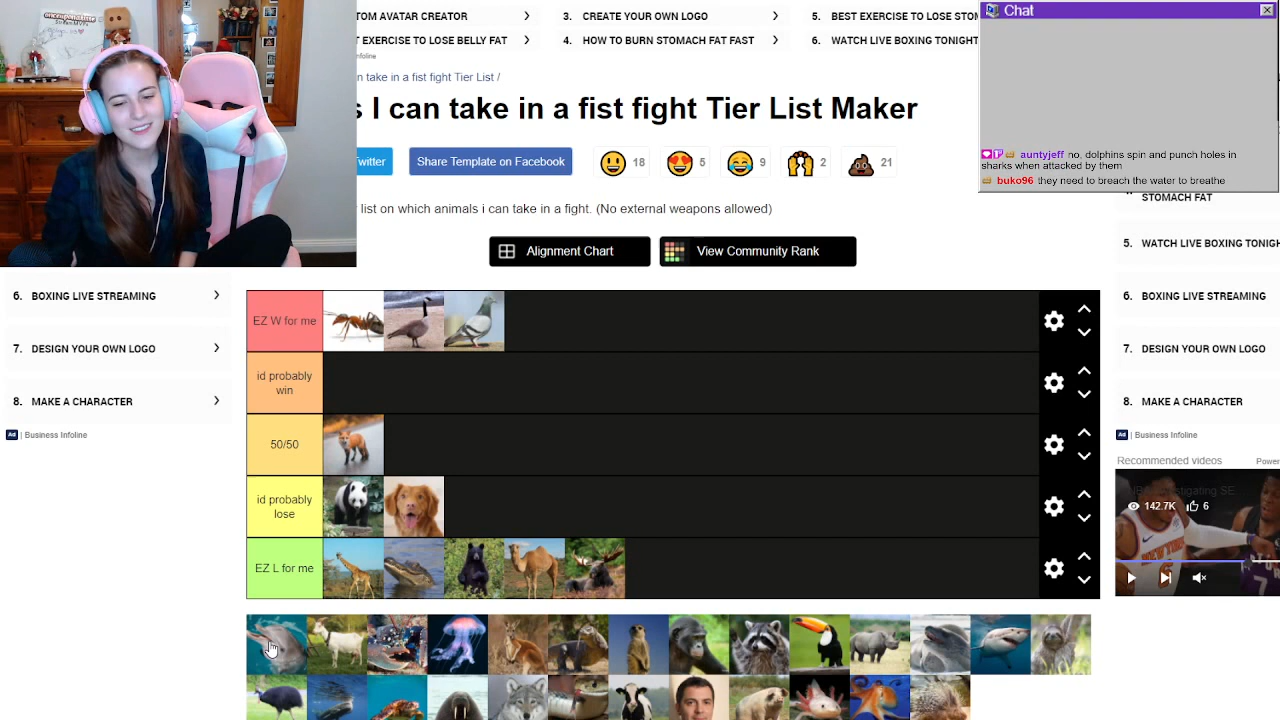 TOM AVATAR CREATOR
3. CREATE YOUR OWN LOGO
5. BEST EXERCISE TO LOSE STOM
T EXERCISE TO LOSE BELLY FAT
4. HOW TO BURN STOMACH FAT FAST
6. WATCH LIVE BOXING TONIGHT
nfoline
n take in a fist fight Tier List /
s I can take in a fist fight Tier List Maker
Twitter
Share Template on Facebook
18
5
9
2
21
list on which animals i can take in a fight. (No external weapons allowed)
Alignment Chart
View Community Rank
Chat
auntyjeff no, dolphins spin and punch holes in
sharks when attacked by them
buko96 they need to breach the water to breathe
STOMACH FAT
5. WATCH LIVE BOXING TONIGH
6. BOXING LIVE STREAMING
7. DESIGN YOUR OWN LOGO
8. MAKE A CHARACTER
Ad | Business Infoline
6. BOXING LIVE STREAMING
7. DESIGN YOUR OWN LOGO
8. MAKE A CHARACTER
Ad | Business Infoline
EZ W for me
id probably
win
50/50
id probably
lose
EZ L for me
Recommended videos
Power
142.7K
6